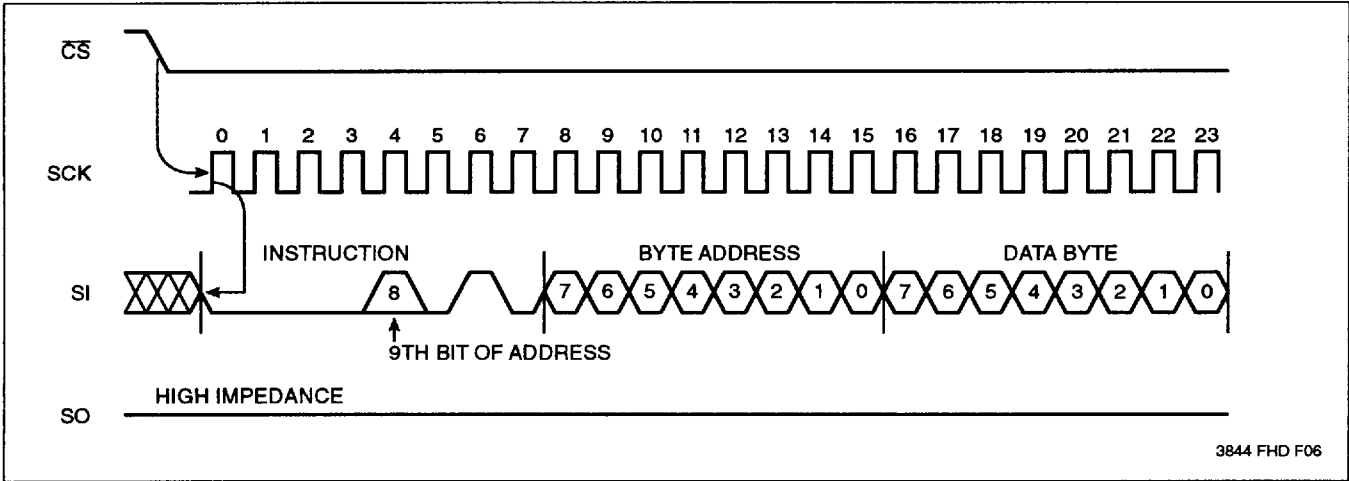 CS
0 1 2 3 4 5 6 7 8 9 10 11 12 13 14 15 16 17 18 19 20 21 22 23
SCK
INSTRUCTION BYTE ADDRESS DATA BYTE
SI 8 7 6 5 4 3 2 1 0 7 6 5 4 3 2 1 0
9TH BIT OF ADDRESS
HIGH IMPEDANCE
SO
3844 FHD F06